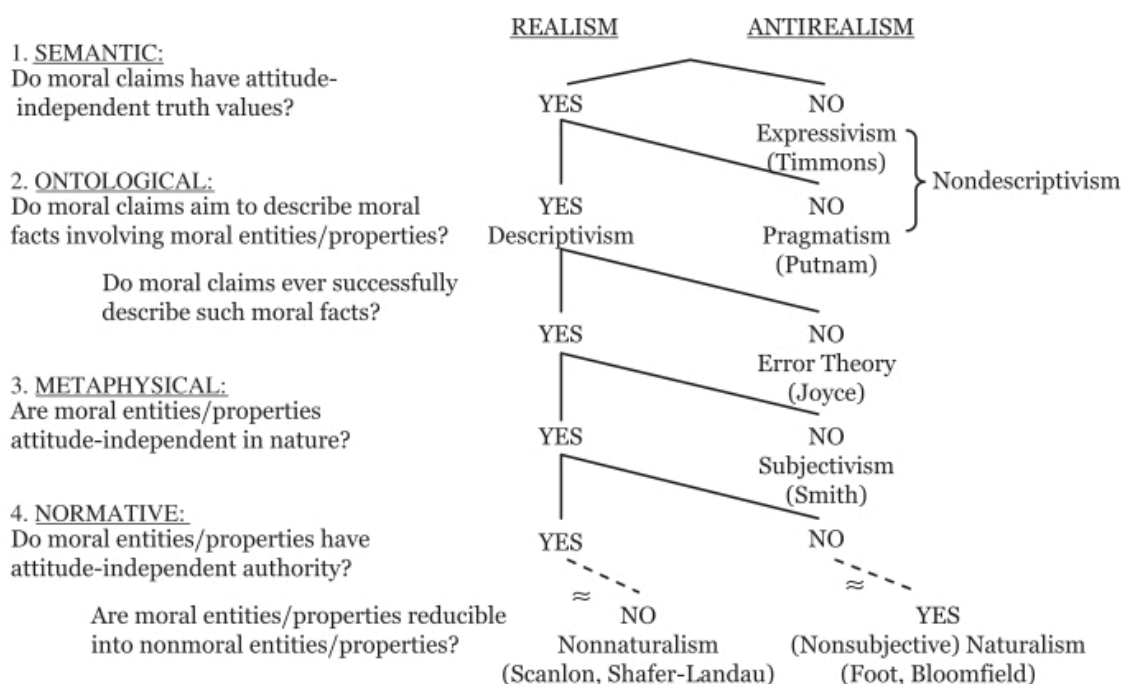 REALISM ANTIREALISM
1. SEMANTIC:
Do moral claims have attitude-
independent truth values?
YES NO
Expressivism
(Timmons)
Nondescriptivism
2. ONTOLOGICAL:
Do moral claims aim to describe moral
facts involving moral entities/properties?
YES NO
Descriptivism Pragmatism
(Putnam)
Do moral claims ever successfully
describe such moral facts?
YES NO
Error Theory
(Joyce)
3. METAPHYSICAL:
Are moral entities/properties
attitude-independent in nature?
YES NO
Subjectivism
(Smith)
4. NORMATIVE:
Do moral entities/properties have
attitude-independent authority?
YES NO
≈ ≈
Are moral entities/properties reducible
into nonmoral entities/properties?
NO YES
Nonnaturalism (Nonsubjective) Naturalism
(Scanlon, Shafer-Landau) (Foot, Bloomfield)